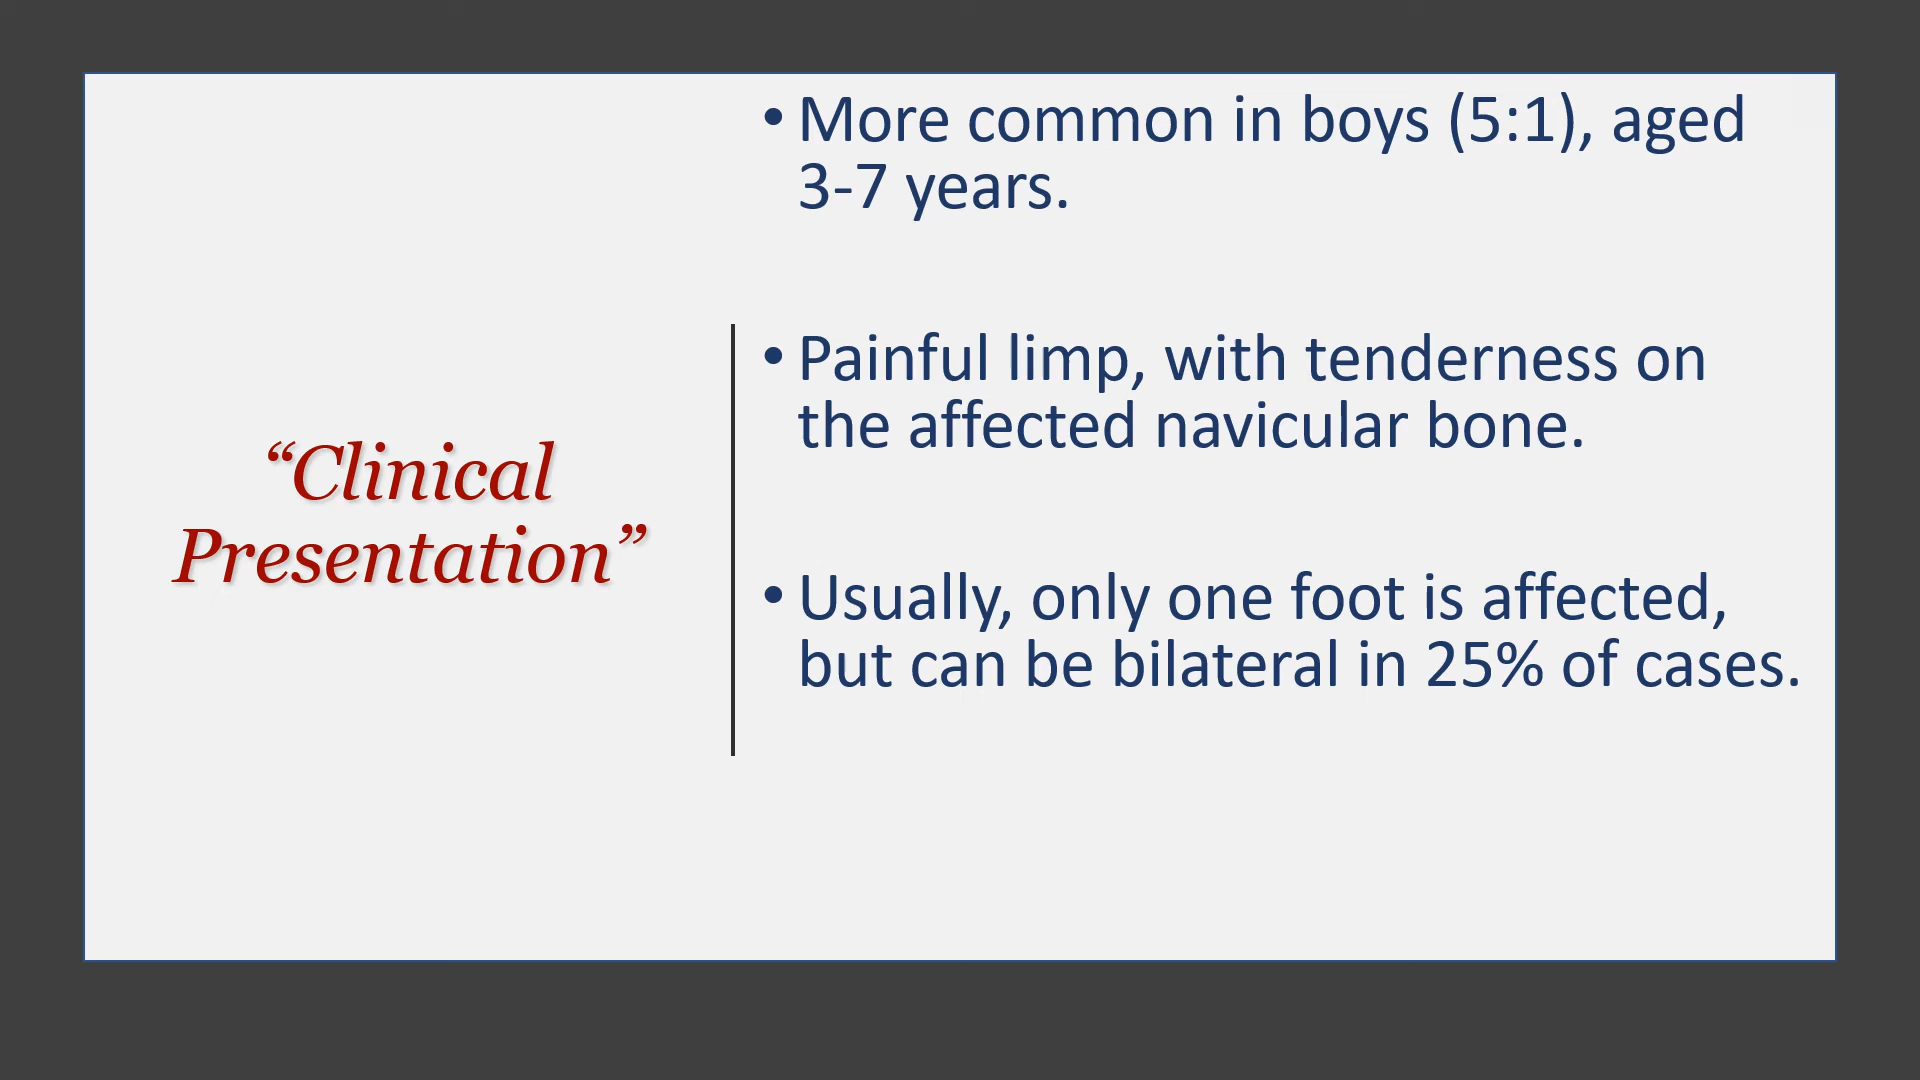 “Clinical
Presentation”
• More common in boys (5:1), aged
3-7 years.
• Painful limp, with tenderness on
the affected navicular bone.
• Usually, only one foot is affected,
but can be bilateral in 25% of cases.